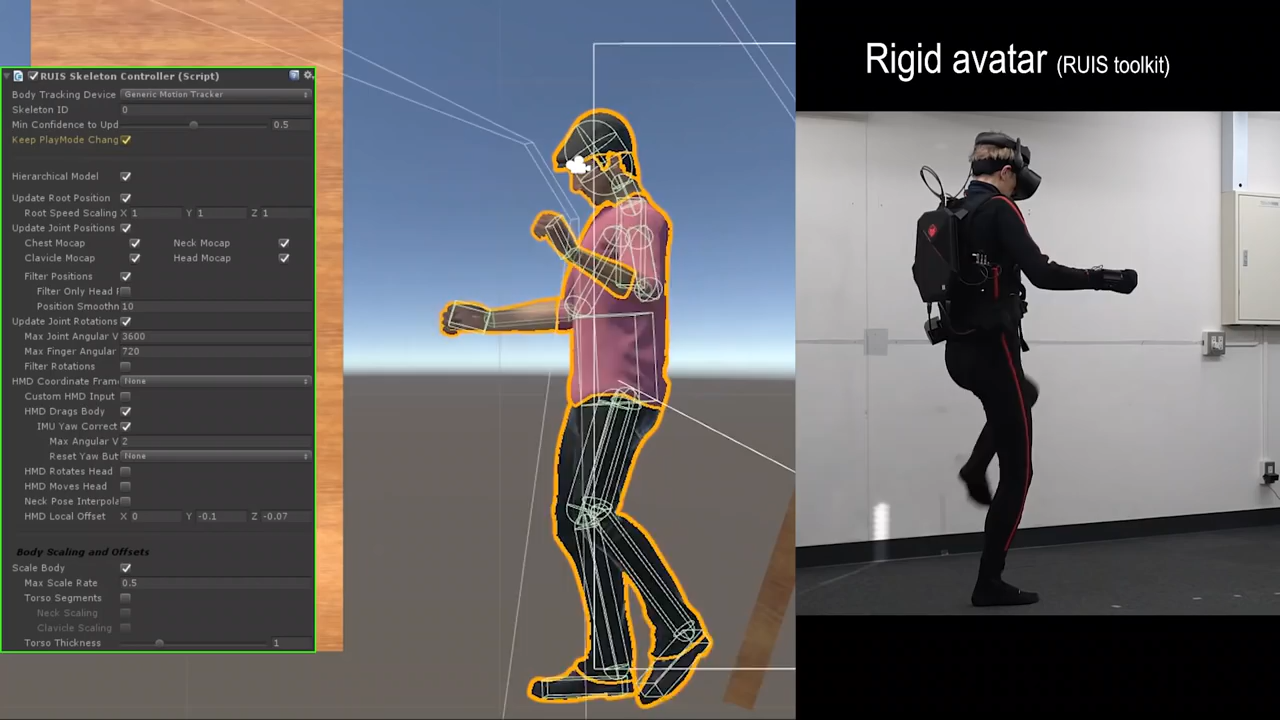 RUIS Skeleton Controller (Script)
Body Tracking Device Generic Motion Tracker
Skeleton ID 0
Min Confidence to Upd 0.5
Keep PlayMode Chang
Hierarchical Model
Update Root Position
Root Speed Scaling X 1 Y 1 Z 1
Update Joint Positions
Chest Mocap Neck Mocap
Clavicle Mocap Head Mocap
Filter Positions
Filter Only Head F
Position Smoothn 10
Update Joint Rotations
Max Joint Angular V 3600
Max Finger Angular 720
Filter Rotations
HMD Coordinate Fram None
Custom HMD Input
HMD Drags Body
IMU Yaw Correct
Max Angular V 2
Reset Yaw But None
HMD Rotates Head
HMD Moves Head
Neck Pose Interpola
HMD Local Offset X 0 Y -0.1 Z -0.07
Body Scaling and Offsets
Scale Body
Max Scale Rate 0.5
Torso Segments
Neck Scaling
Clavicle Scaling
Torso Thickness 1
Rigid avatar (RUIS toolkit)